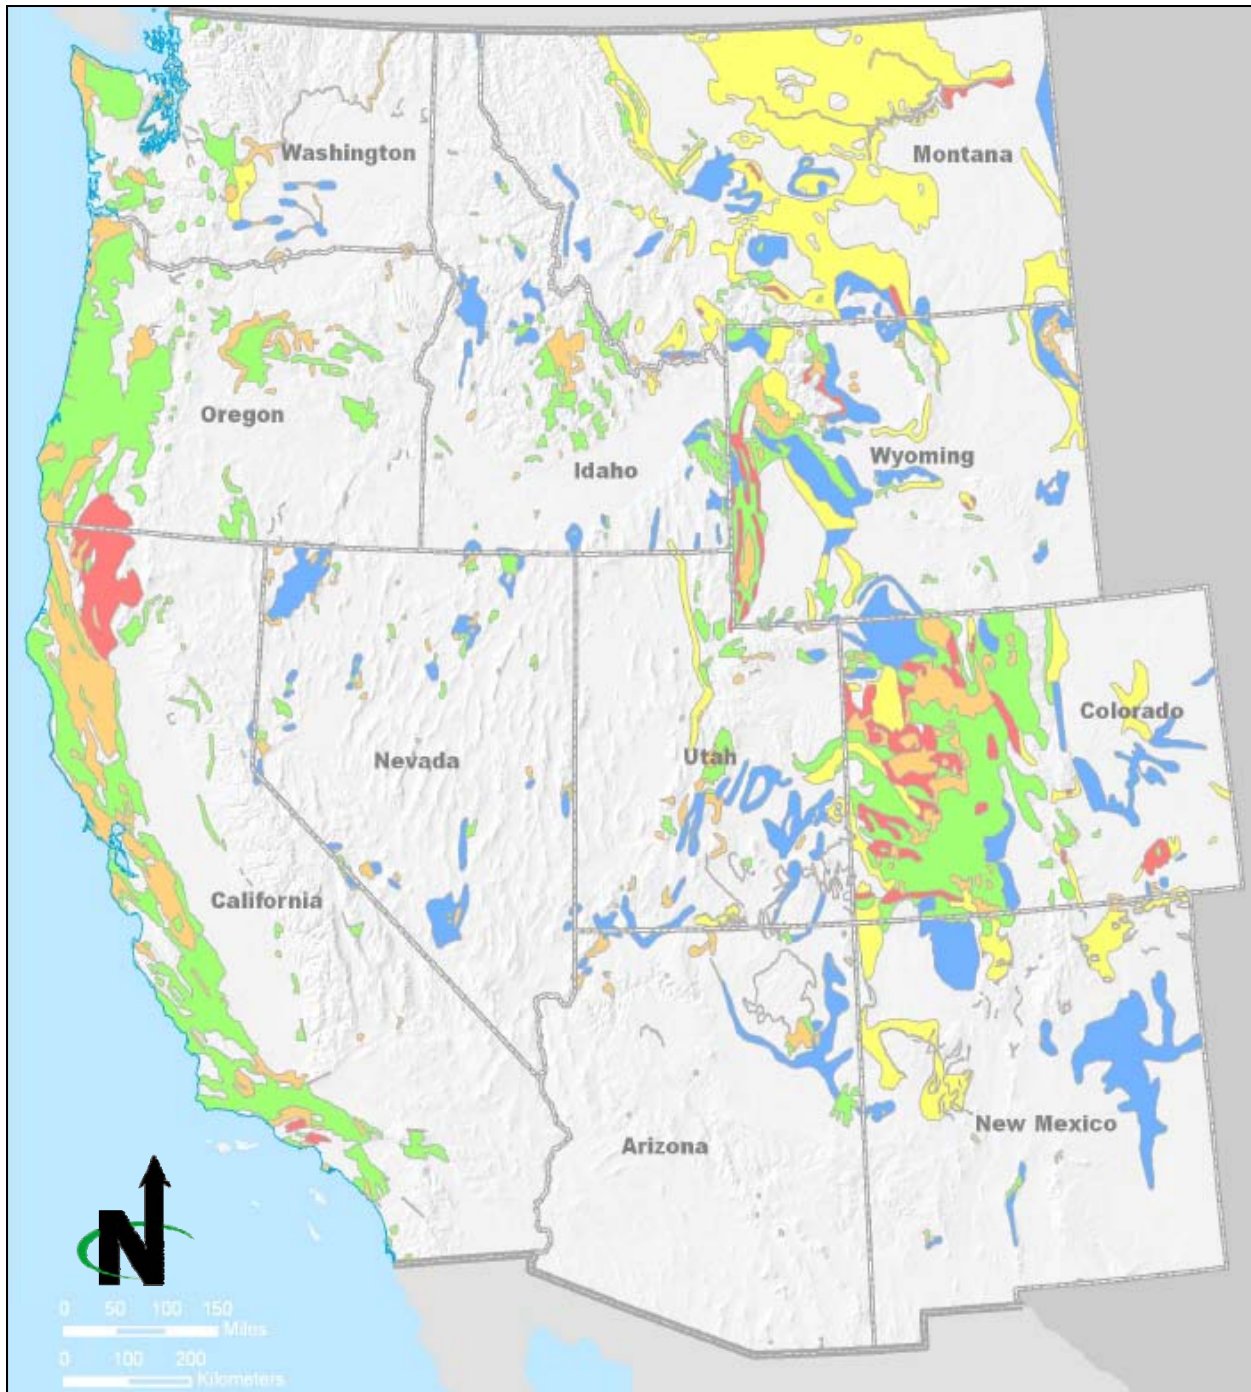 Washington
Montana
Oregon
Idaho
Wyoming
Nevada
Utah
Colorado
California
Arizona
New Mexico
N
0 50 100 150
Miles
0 100 200
Kilometers